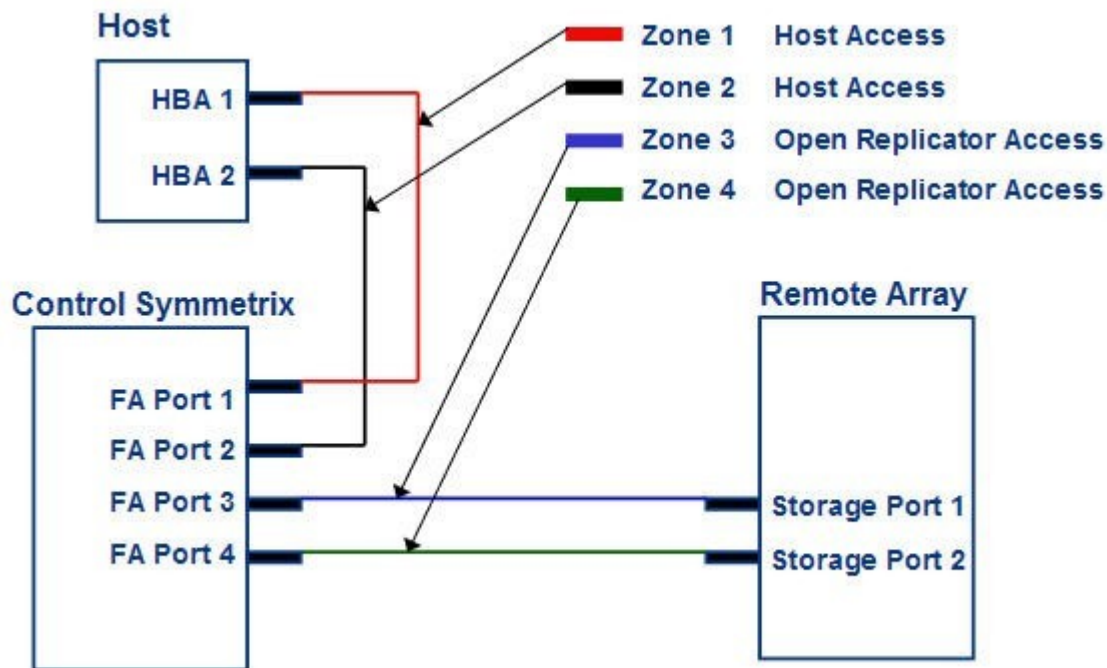 Host
HBA 1
HBA 2
Zone 1 Host Access
Zone 2 Host Access
Zone 3 Open Replicator Access
Zone 4 Open Replicator Access
Control Symmetrix
FA Port 1
FA Port 2
FA Port 3
FA Port 4
Remote Array
Storage Port 1
Storage Port 2